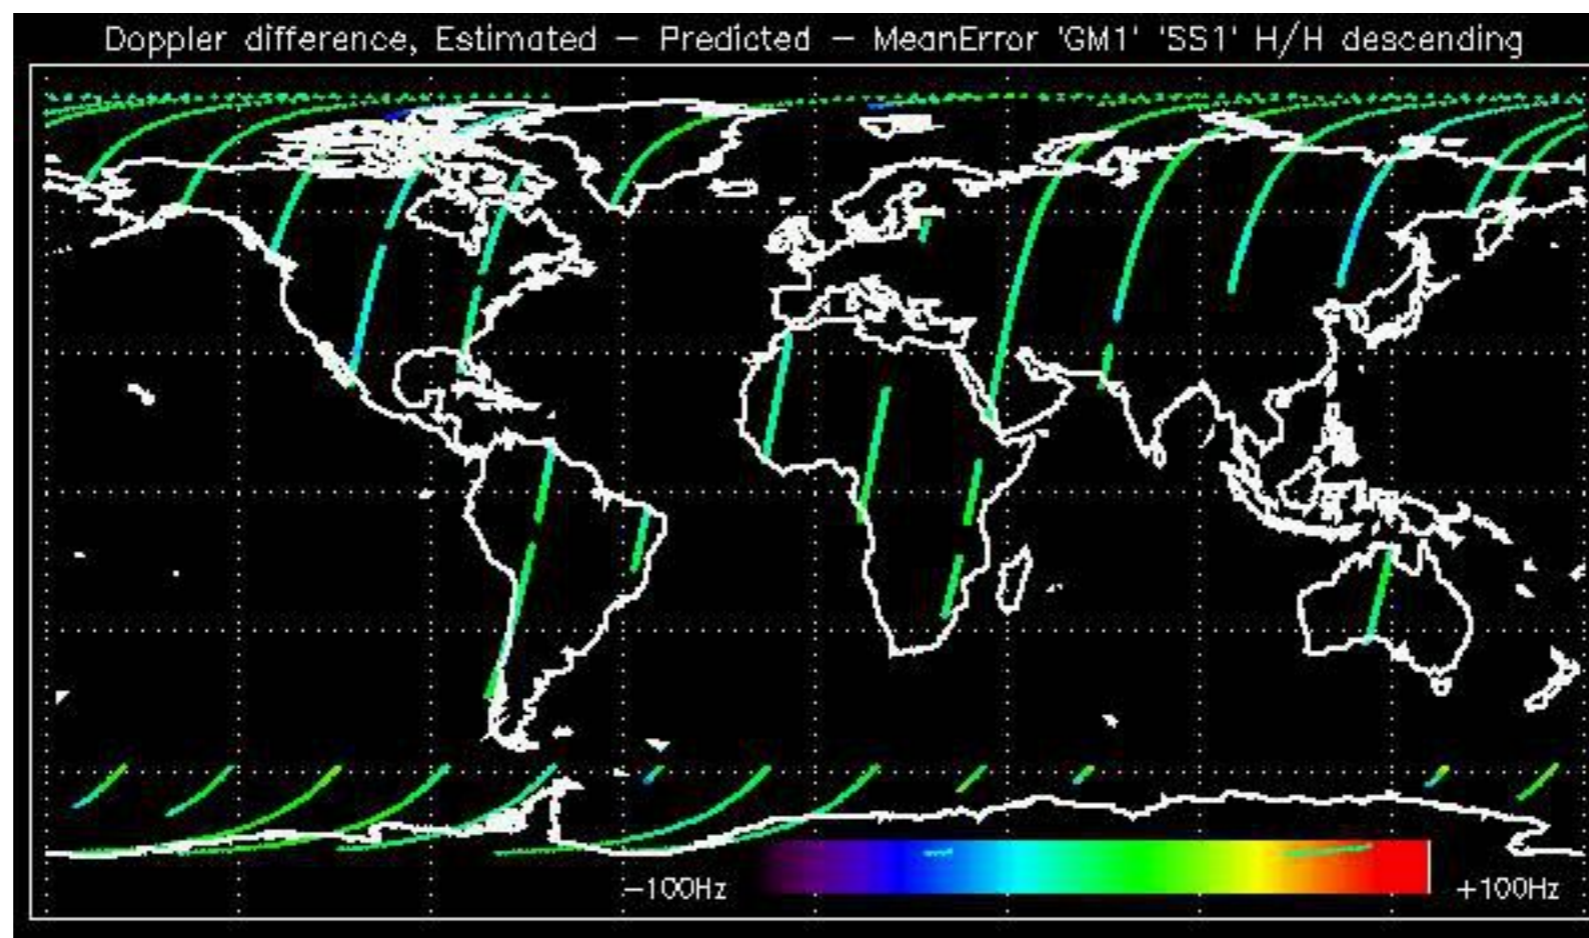 Doppler difference, Estimated – Predicted – MeanError 'GM1' 'SS1' H/H descending
–100Hz
+100Hz